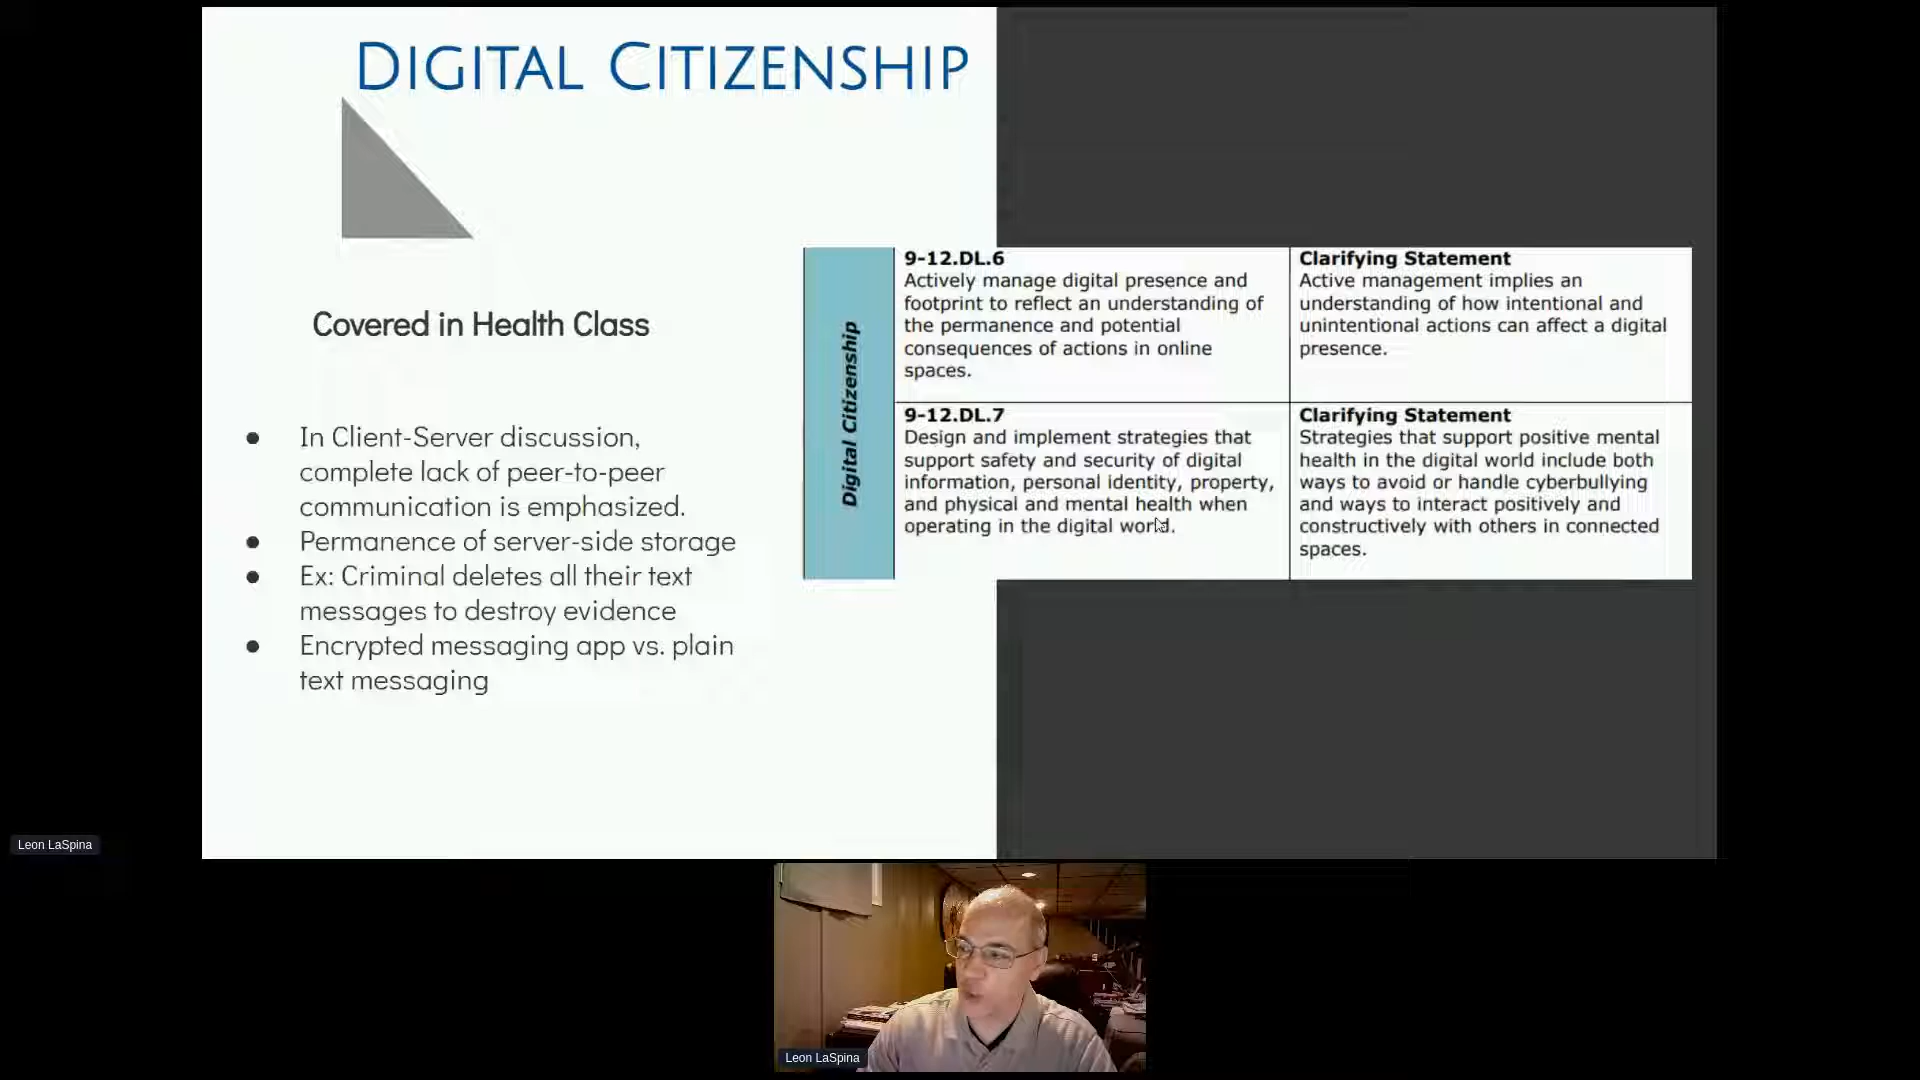 DIGITAL CITIZENSHIP
Covered in Health Class
● In Client-Server discussion,
complete lack of peer-to-peer
communication is emphasized.
● Permanence of server-side storage
● Ex: Criminal deletes all their text
messages to destroy evidence
● Encrypted messaging app vs. plain
text messaging
Digital Citizenship
9-12.DL.6
Actively manage digital presence and
footprint to reflect an understanding of
the permanence and potential
consequences of actions in online
spaces.
Clarifying Statement
Active management implies an
understanding of how intentional and
unintentional actions can affect a digital
presence.
9-12.DL.7
Design and implement strategies that
support safety and security of digital
information, personal identity, property,
and physical and mental health when
operating in the digital world.
Clarifying Statement
Strategies that support positive mental
health in the digital world include both
ways to avoid or handle cyberbullying
and ways to interact positively and
constructively with others in connected
spaces.
Leon LaSpina
Leon LaSpina